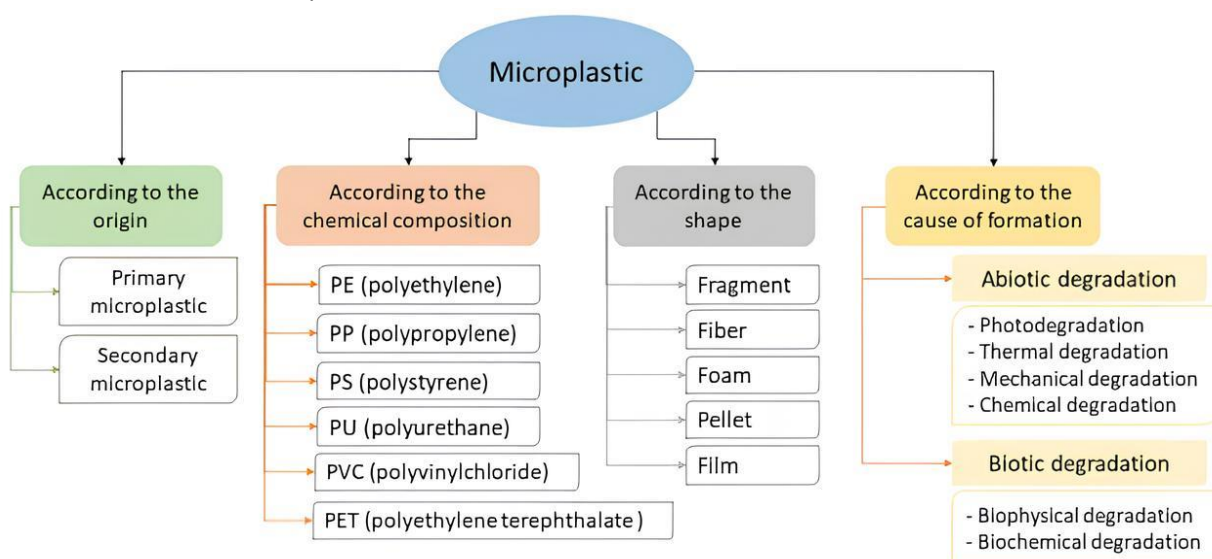 Microplastic
According to the
origin
Primary
microplastic
Secondary
microplastic
According to the
chemical composition
PE (polyethylene)
PP (polypropylene)
PS (polystyrene)
PU (polyurethane)
PVC (polyvinylchloride)
PET (polyethylene terephthalate )
According to the
shape
Fragment
Fiber
Foam
Pellet
Film
According to the
cause of formation
Abiotic degradation
- Photodegradation
- Thermal degradation
- Mechanical degradation
- Chemical degradation
Biotic degradation
- Biophysical degradation
- Biochemical degradation